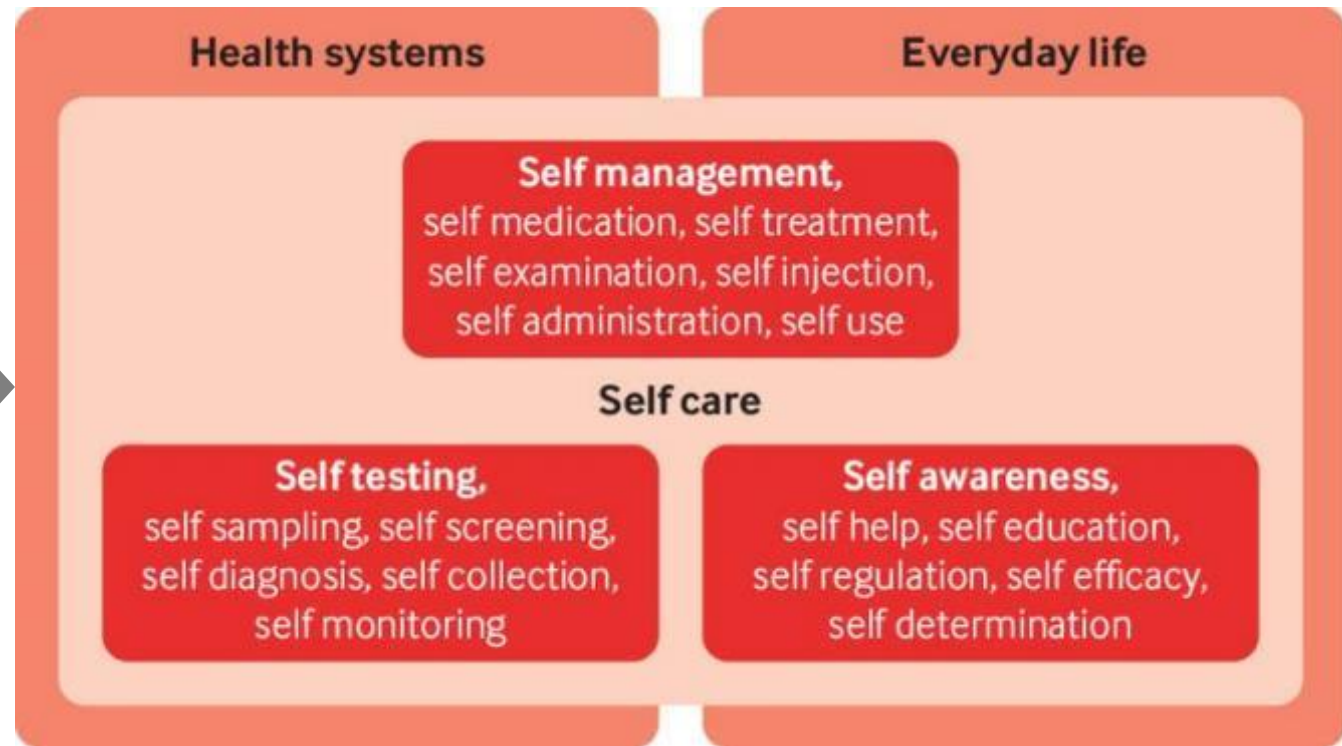 Health systems
Everyday life
Self management,
self medication, self treatment,
self examination, self injection,
self administration, self use
Self care
Self testing,
self sampling, self screening,
self diagnosis, self collection,
self monitoring
Self awareness,
self help, self education,
self regulation, self efficacy,
self determination